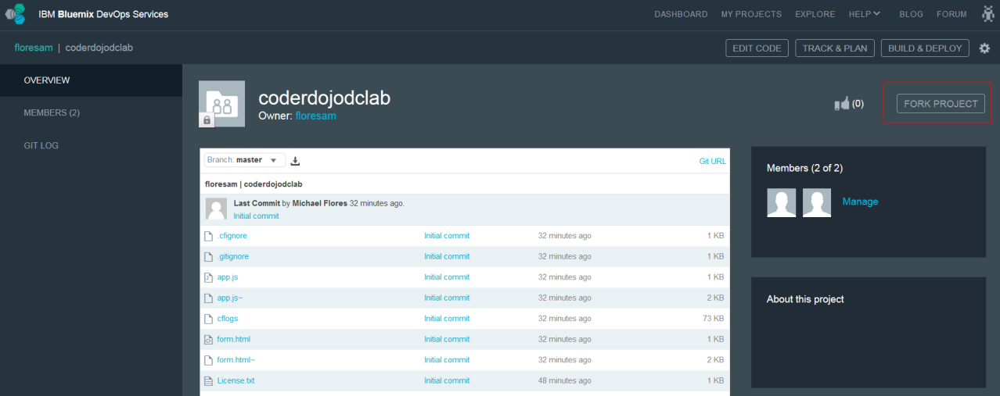 IBM Bluemix DevOps Services
DASHBOARD MY PROJECTS EXPLORE HELP BLOG FORUM
floresam | coderdojodclab
EDIT CODE TRACK & PLAN BUILD & DEPLOY
OVERVIEW
MEMBERS (2)
GIT LOG
coderdojodclab
Owner: floresam
(0)
FORK PROJECT
Branch: master
Git URL
floresam | coderdojodclab
Last Commit by Michael Flores 32 minutes ago.
Initial commit
.cfignore Initial commit 32 minutes ago 1 KB
.gitignore Initial commit 32 minutes ago 1 KB
app.js Initial commit 32 minutes ago 1 KB
app.js~ Initial commit 32 minutes ago 2 KB
cflogs Initial commit 32 minutes ago 73 KB
form.html Initial commit 32 minutes ago 1 KB
form.html~ Initial commit 32 minutes ago 2 KB
License.txt Initial commit 48 minutes ago 1 KB
Members (2 of 2)
Manage
About this project